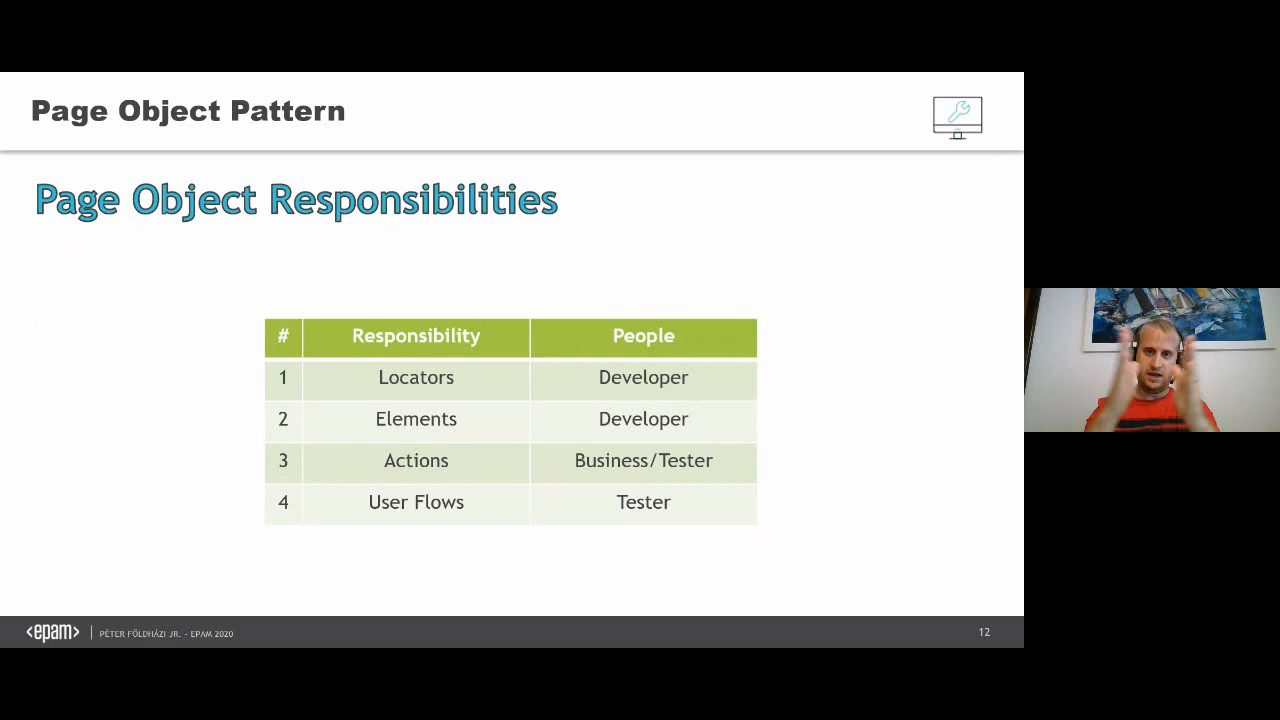 Page Object Pattern
Page Object Responsibilities
# Responsibility People
1 Locators Developer
2 Elements Developer
3 Actions Business/Tester
4 User Flows Tester
<epam> | PÉTER FÖLDHÁZI JR. - EPAM 2020 12